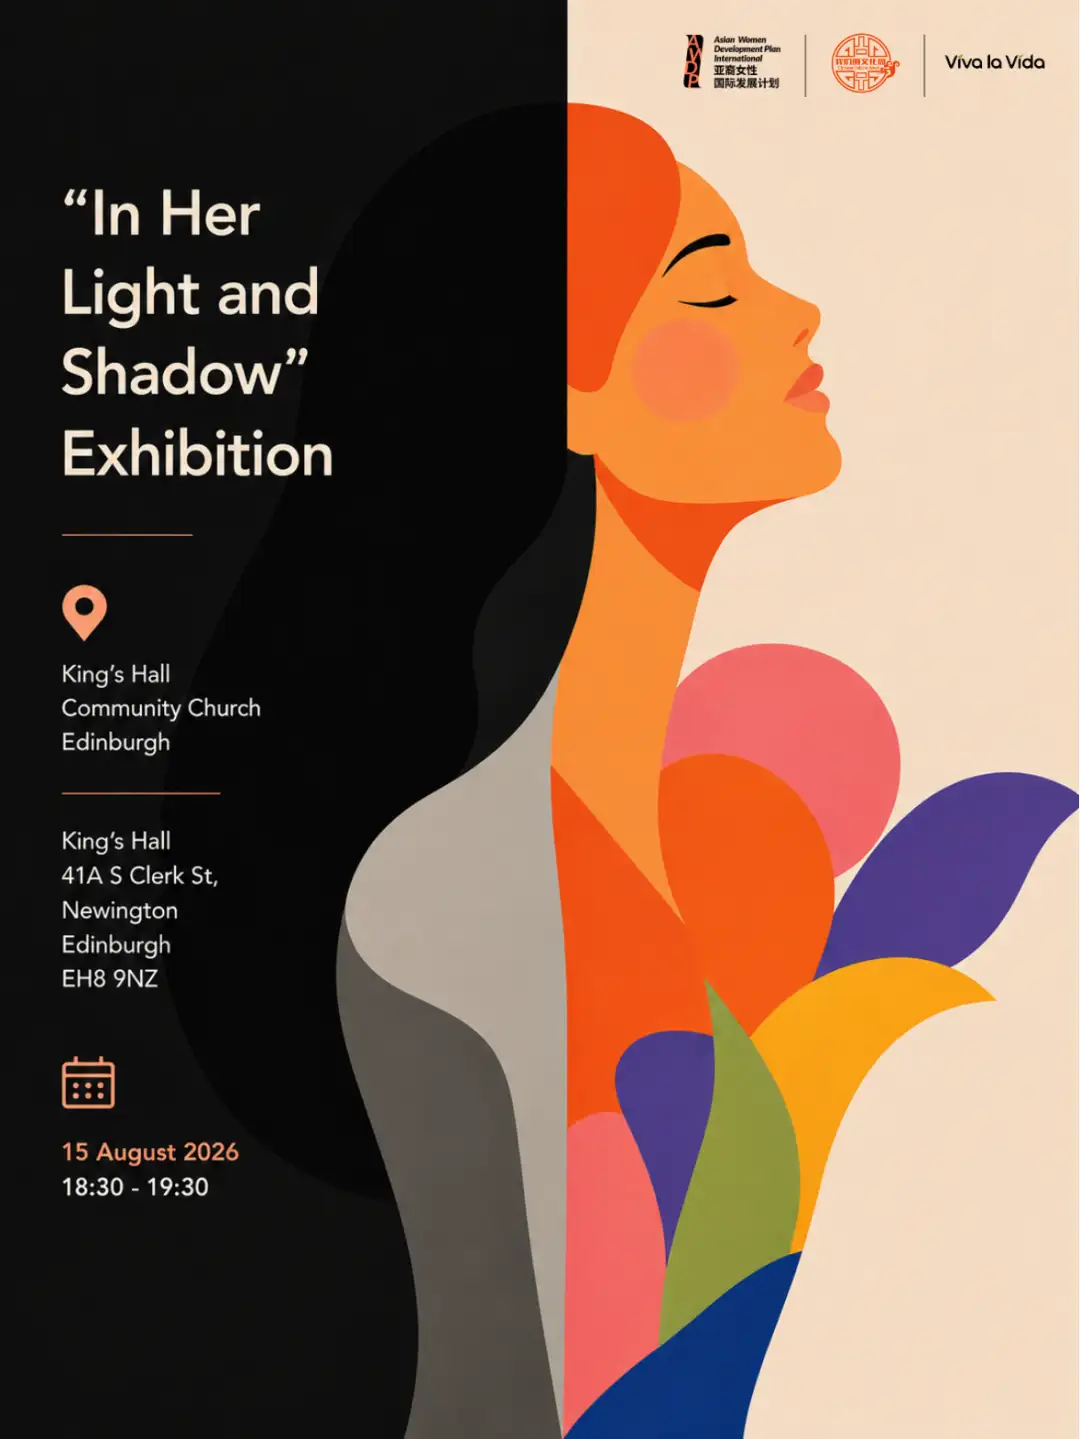 Asian Women
Development Plan
International
亚裔女性
国际发展计划
Viva la Vida
“In Her
Light and
Shadow”
Exhibition
King’s Hall
Community Church
Edinburgh
King’s Hall
41A S Clerk St,
Newington
Edinburgh
EH8 9NZ
15 August 2026
18:30 - 19:30